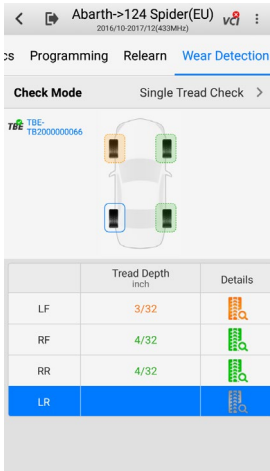 Abarth->124 Spider(EU)
VCI
2016/10-2017/12(433MHz)
cs Programming Relearn Wear Detection
Check Mode Single Tread Check >
TBE TBE-
TB2000000066
Tread Depth
inch
Details
LF 3/32
RF 4/32
RR 4/32
LR